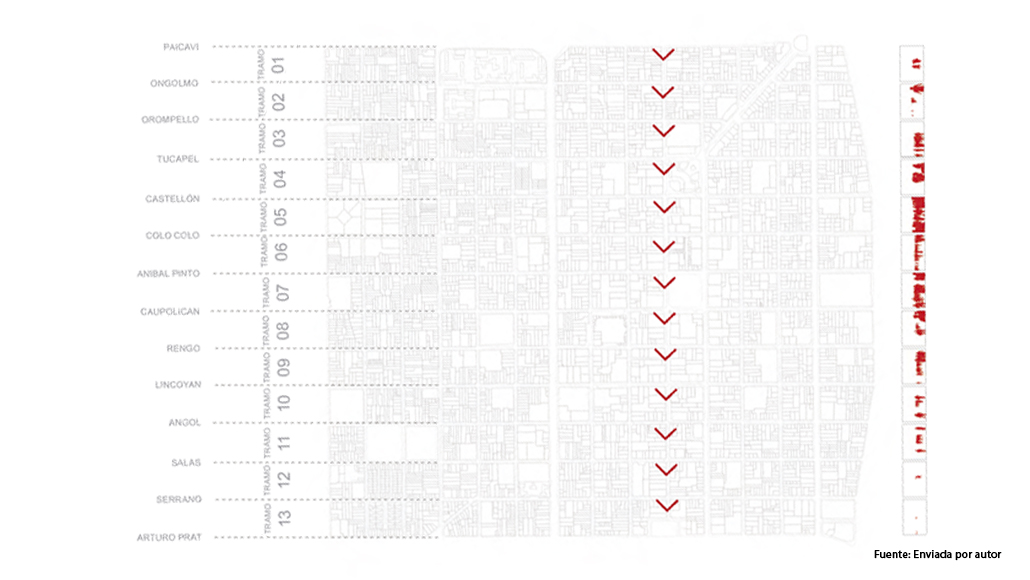 PAICAVÍ
TRAMO 01
ONGOLMO
TRAMO 02
OROMPELLO
TRAMO 03
TUCAPEL
TRAMO 04
CASTELLÓN
TRAMO 05
COLO COLO
TRAMO 06
ANIBAL PINTO
TRAMO 07
CAUPOLICAN
TRAMO 08
RENGO
TRAMO 09
LINCOYAN
TRAMO 10
ANGOL
TRAMO 11
SALAS
TRAMO 12
SERRANO
TRAMO 13
ARTURO PRAT
Fuente: Enviada por autor